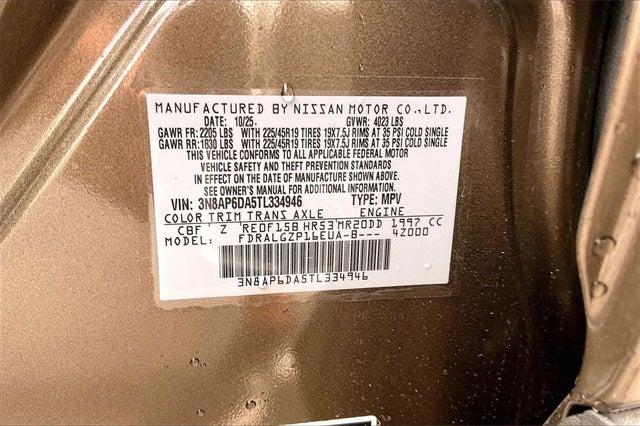 MANUFACTURED BY NISSAN MOTOR CO.,LTD.
DATE: 10/25 GVWR: 4023 LBS
GAWR FR: 2205 LBS WITH 225/45R19 TIRES 19X7.5J RIMS AT 35 PSI COLD SINGLE
GAWR RR: 1830 LBS WITH 225/45R19 TIRES 19X7.5J RIMS AT 35 PSI COLD SINGLE
THIS VEHICLE CONFORMS TO ALL APPLICABLE FEDERAL MOTOR
VEHICLE SAFETY AND THEFT PREVENTION STANDARDS
IN EFFECT ON THE DATE OF MANUFACTURE SHOWN ABOVE.
SEE OWNER'S MANUAL FOR ADDITIONAL INFORMATION.
VIN: 3N8AP6DA5TL334946 TYPE: MPV
COLOR TRIM TRANS AXLE ENGINE
CBF Z RE0F15B HR53 MR20DD 1997 CC
MODEL: FDRALGZP16EUA-B--- 4Z000
3N8AP6DA5TL334946